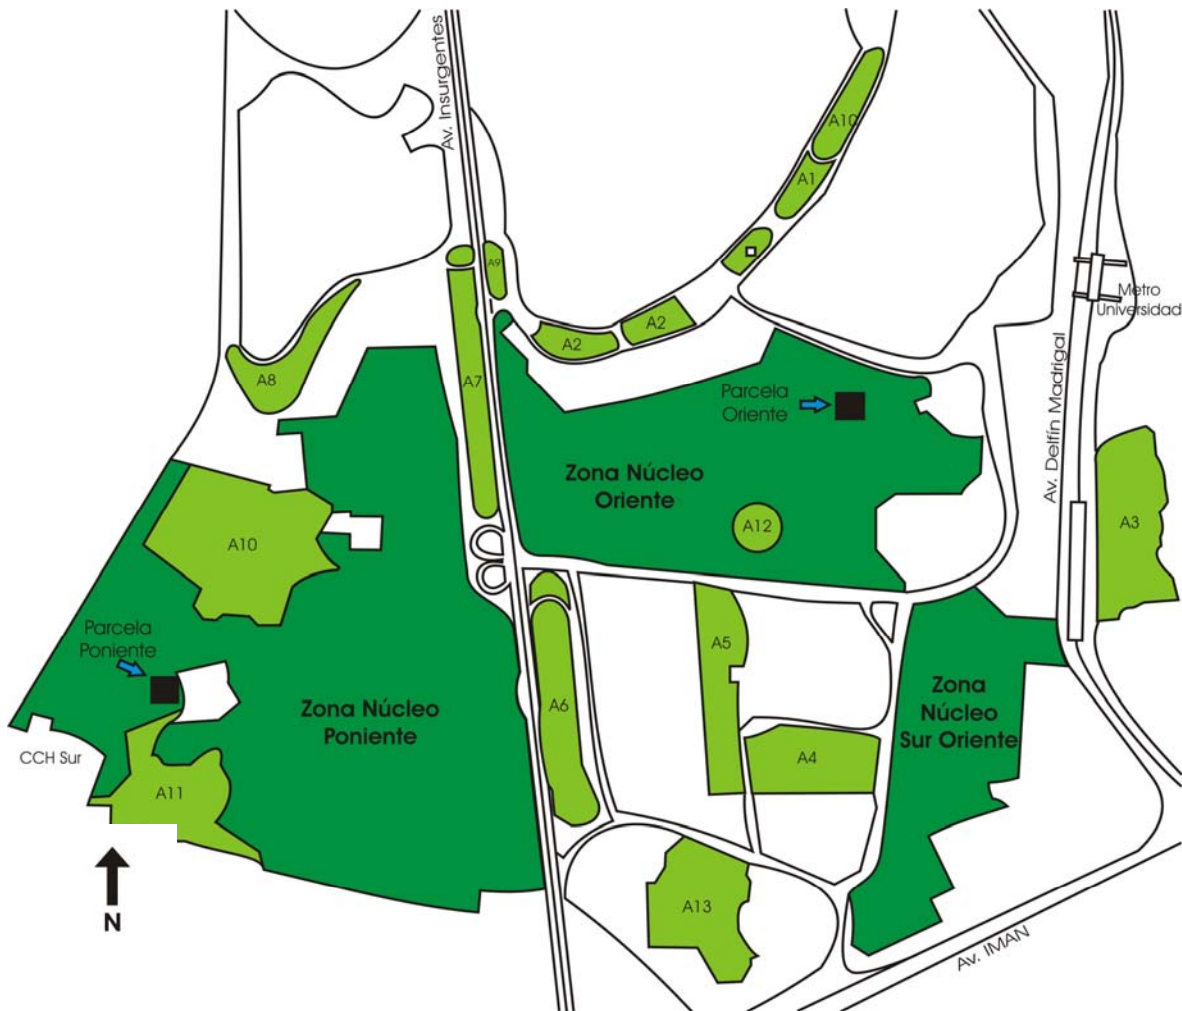 Av. Insurgentes
A10
A1
A9
Metro
Universidad
A2
A2
A8
A7
Av. Delfín Madrigal
Parcela
Oriente
Zona Núcleo
Oriente
A12
A3
A10
Parcela
Poniente
A5
Zona
Núcleo
Sur Oriente
Zona Núcleo
Poniente
A6
CCH Sur
A4
A11
A13
N
Av. IMAN